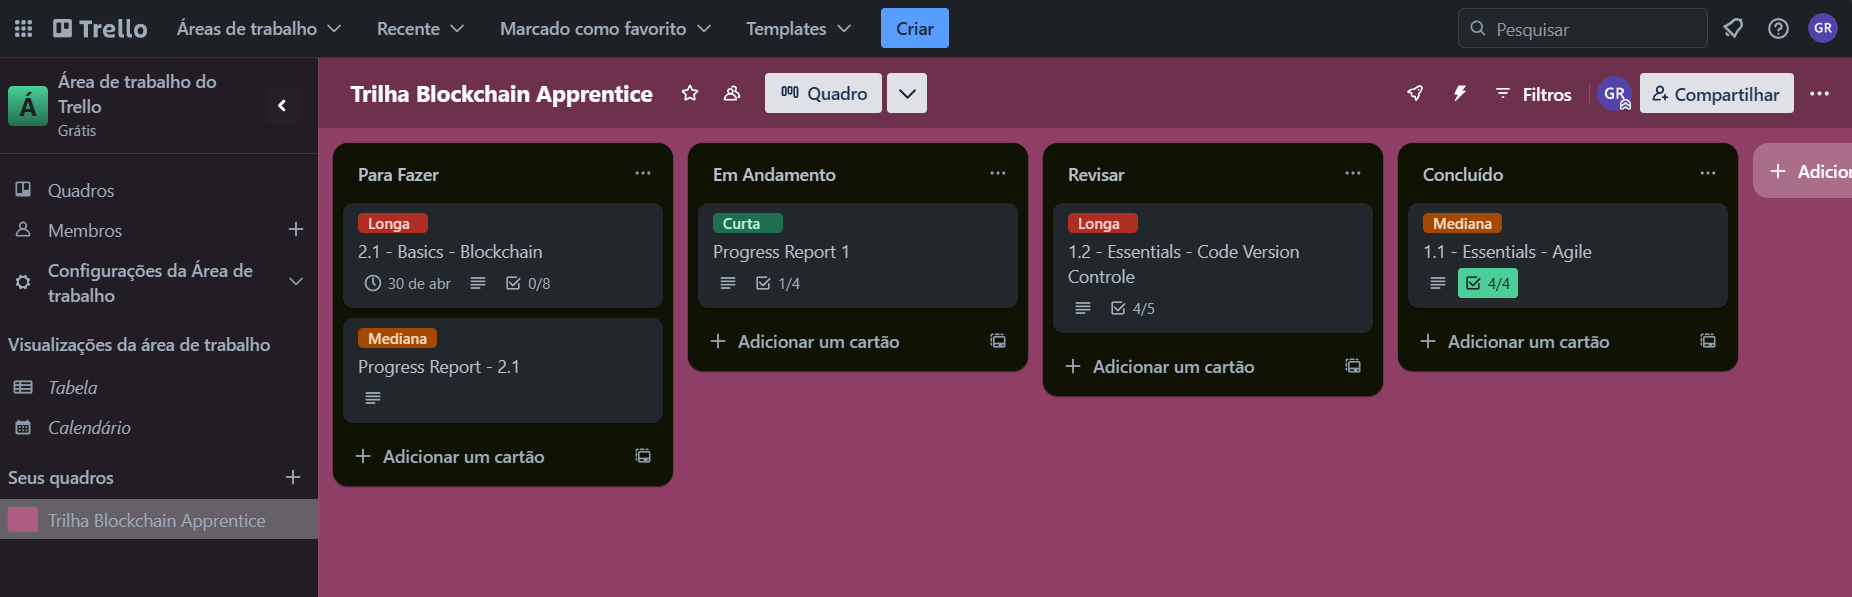 Trello
Áreas de trabalho
Recente
Marcado como favorito
Templates
Criar
Pesquisar
GR
Á
Área de trabalho do
Trello
Grátis
Quadros
Membros
Configurações da Área de
trabalho
Visualizações da área de trabalho
Tabela
Calendário
Seus quadros
Trilha Blockchain Apprentice
Trilha Blockchain Apprentice
Quadro
Filtros
GR
Compartilhar
Para Fazer
Longa
2.1 - Basics - Blockchain
30 de abr 0/8
Mediana
Progress Report - 2.1
Adicionar um cartão
Em Andamento
Curta
Progress Report 1
1/4
Adicionar um cartão
Revisar
Longa
1.2 - Essentials - Code Version
Controle
4/5
Adicionar um cartão
Concluído
Mediana
1.1 - Essentials - Agile
4/4
Adicionar um cartão
Adicior